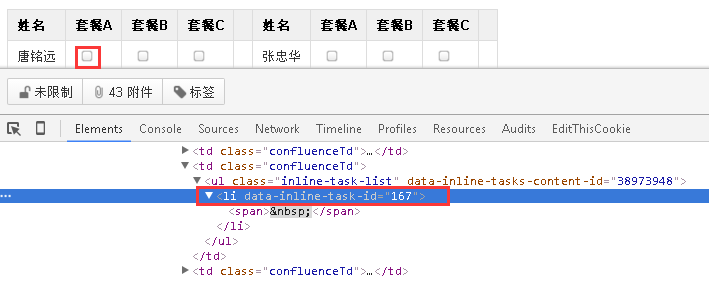 姓名 套餐A 套餐B 套餐C 姓名 套餐A 套餐B 套餐C
唐铭远 张忠华
未限制 43 附件 标签
Elements Console Sources Network Timeline Profiles Resources Audits EditThisCookie
▶<td class="confluenceTd">…</td>
▼<td class="confluenceTd">
▼<ul class="inline-task-list" data-inline-tasks-content-id="38973948">
… ▼<li data-inline-task-id="167">
<span>&nbsp;</span>
</li>
</ul>
</td>
▶<td class="confluenceTd">…</td>